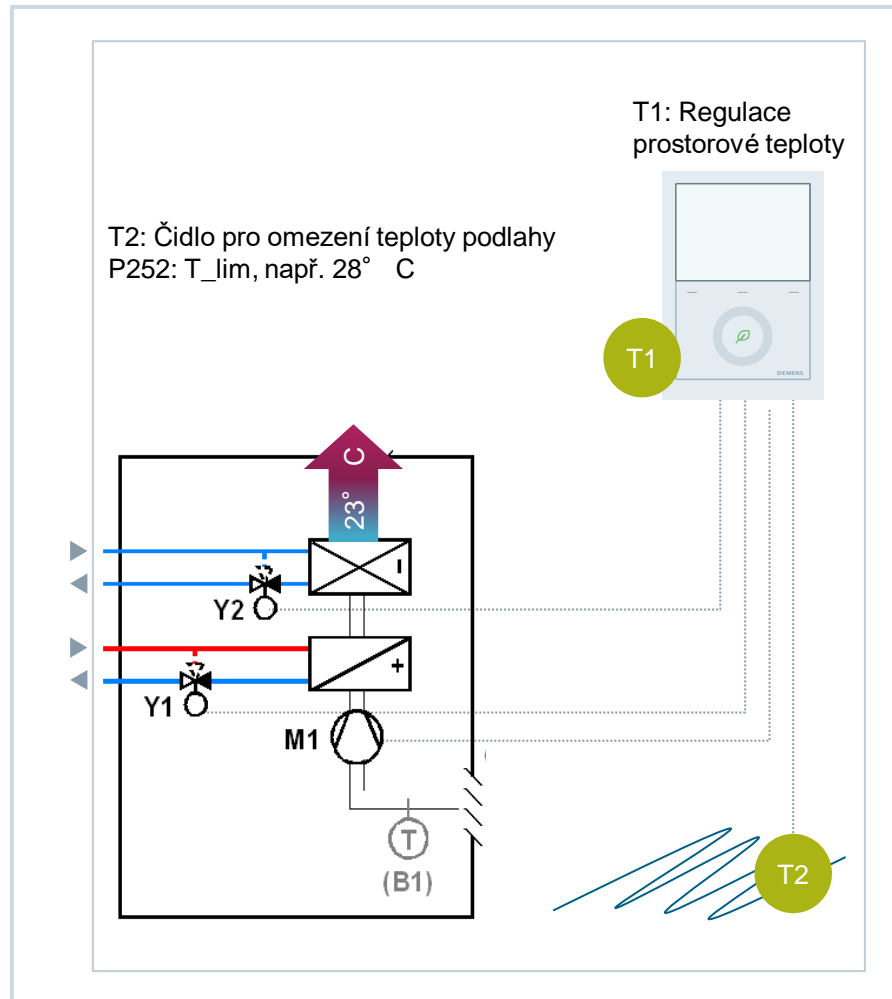 T1: Regulace
prostorové teploty
T2: Čidlo pro omezení teploty podlahy
P252: T_lim, např. 28° C
T1
SIEMENS
23° C
-
Y2
+
Y1
M1
T
(B1)
T2